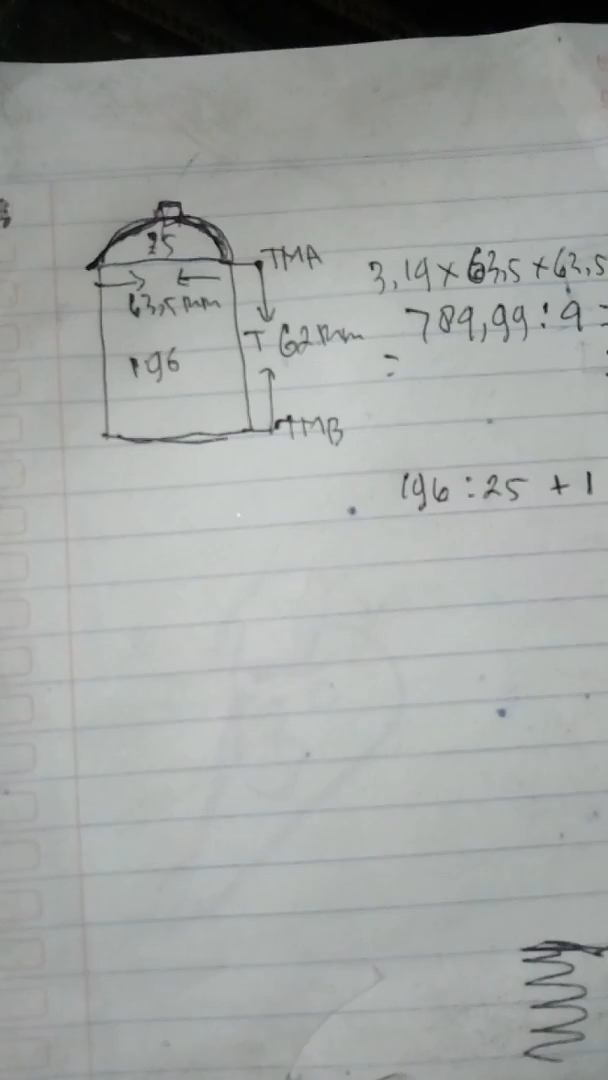 25
TMA
63,5 mm
3,14 x 63,5 x 63,5
T 62 mm
789,99 : 4 =
196
=
TMB
196 : 25 + 1